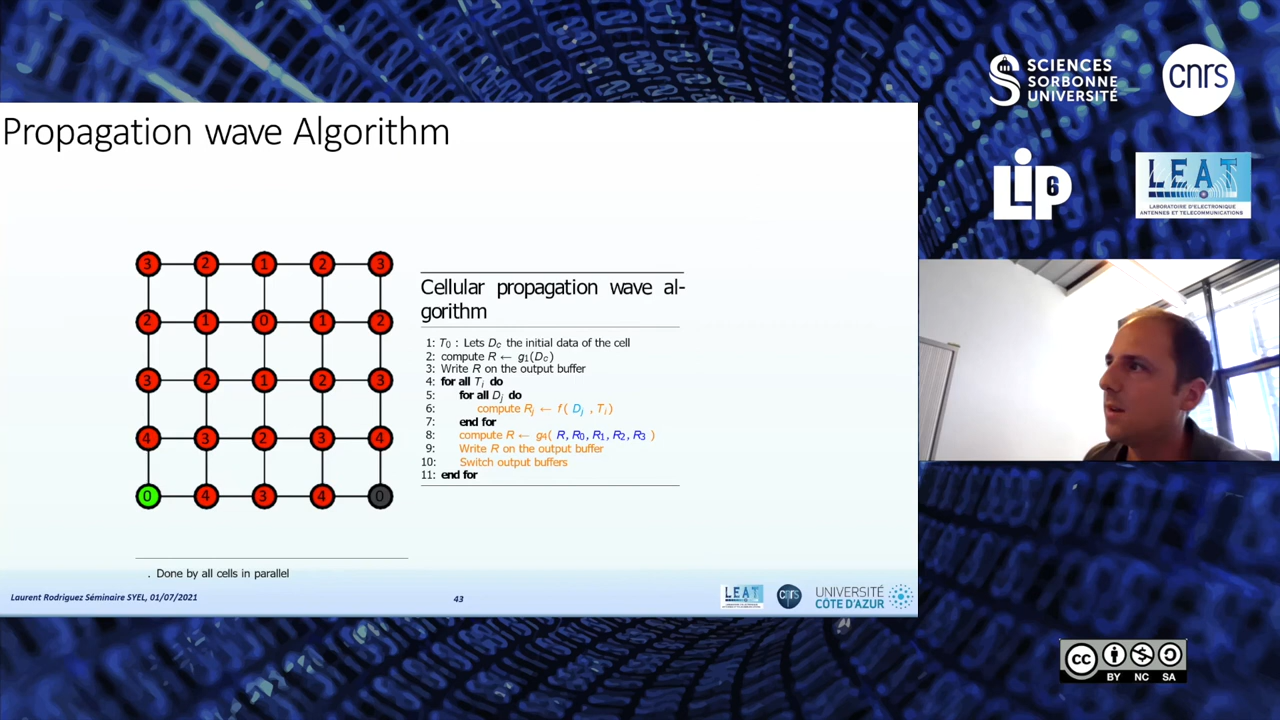 SCIENCES
SORBONNE
UNIVERSITÉ
cnrs
LIP6
LEAT
LABORATOIRE D'ELECTRONIQUE
ANTENNES ET TELECOMMUNICATIONS
Propagation wave Algorithm
3 2 1 2 3
2 1 0 1 2
3 2 1 2 3
4 3 2 3 4
0 4 3 4 0
Cellular propagation wave al-
gorithm
1: T0 : Lets Dc the initial data of the cell
2: compute R ← g1(Dc)
3: Write R on the output buffer
4: for all Ti do
5: for all Dj do
6: compute Rj ← f( Dj , Ti)
7: end for
8: compute R ← g4( R, R0, R1, R2, R3 )
9: Write R on the output buffer
10: Switch output buffers
11: end for
. Done by all cells in parallel
Laurent Rodriguez Séminaire SYEL, 01/07/2021
43
LEAT
cnrs
UNIVERSITÉ
CÔTE D'AZUR
cc
BY NC SA